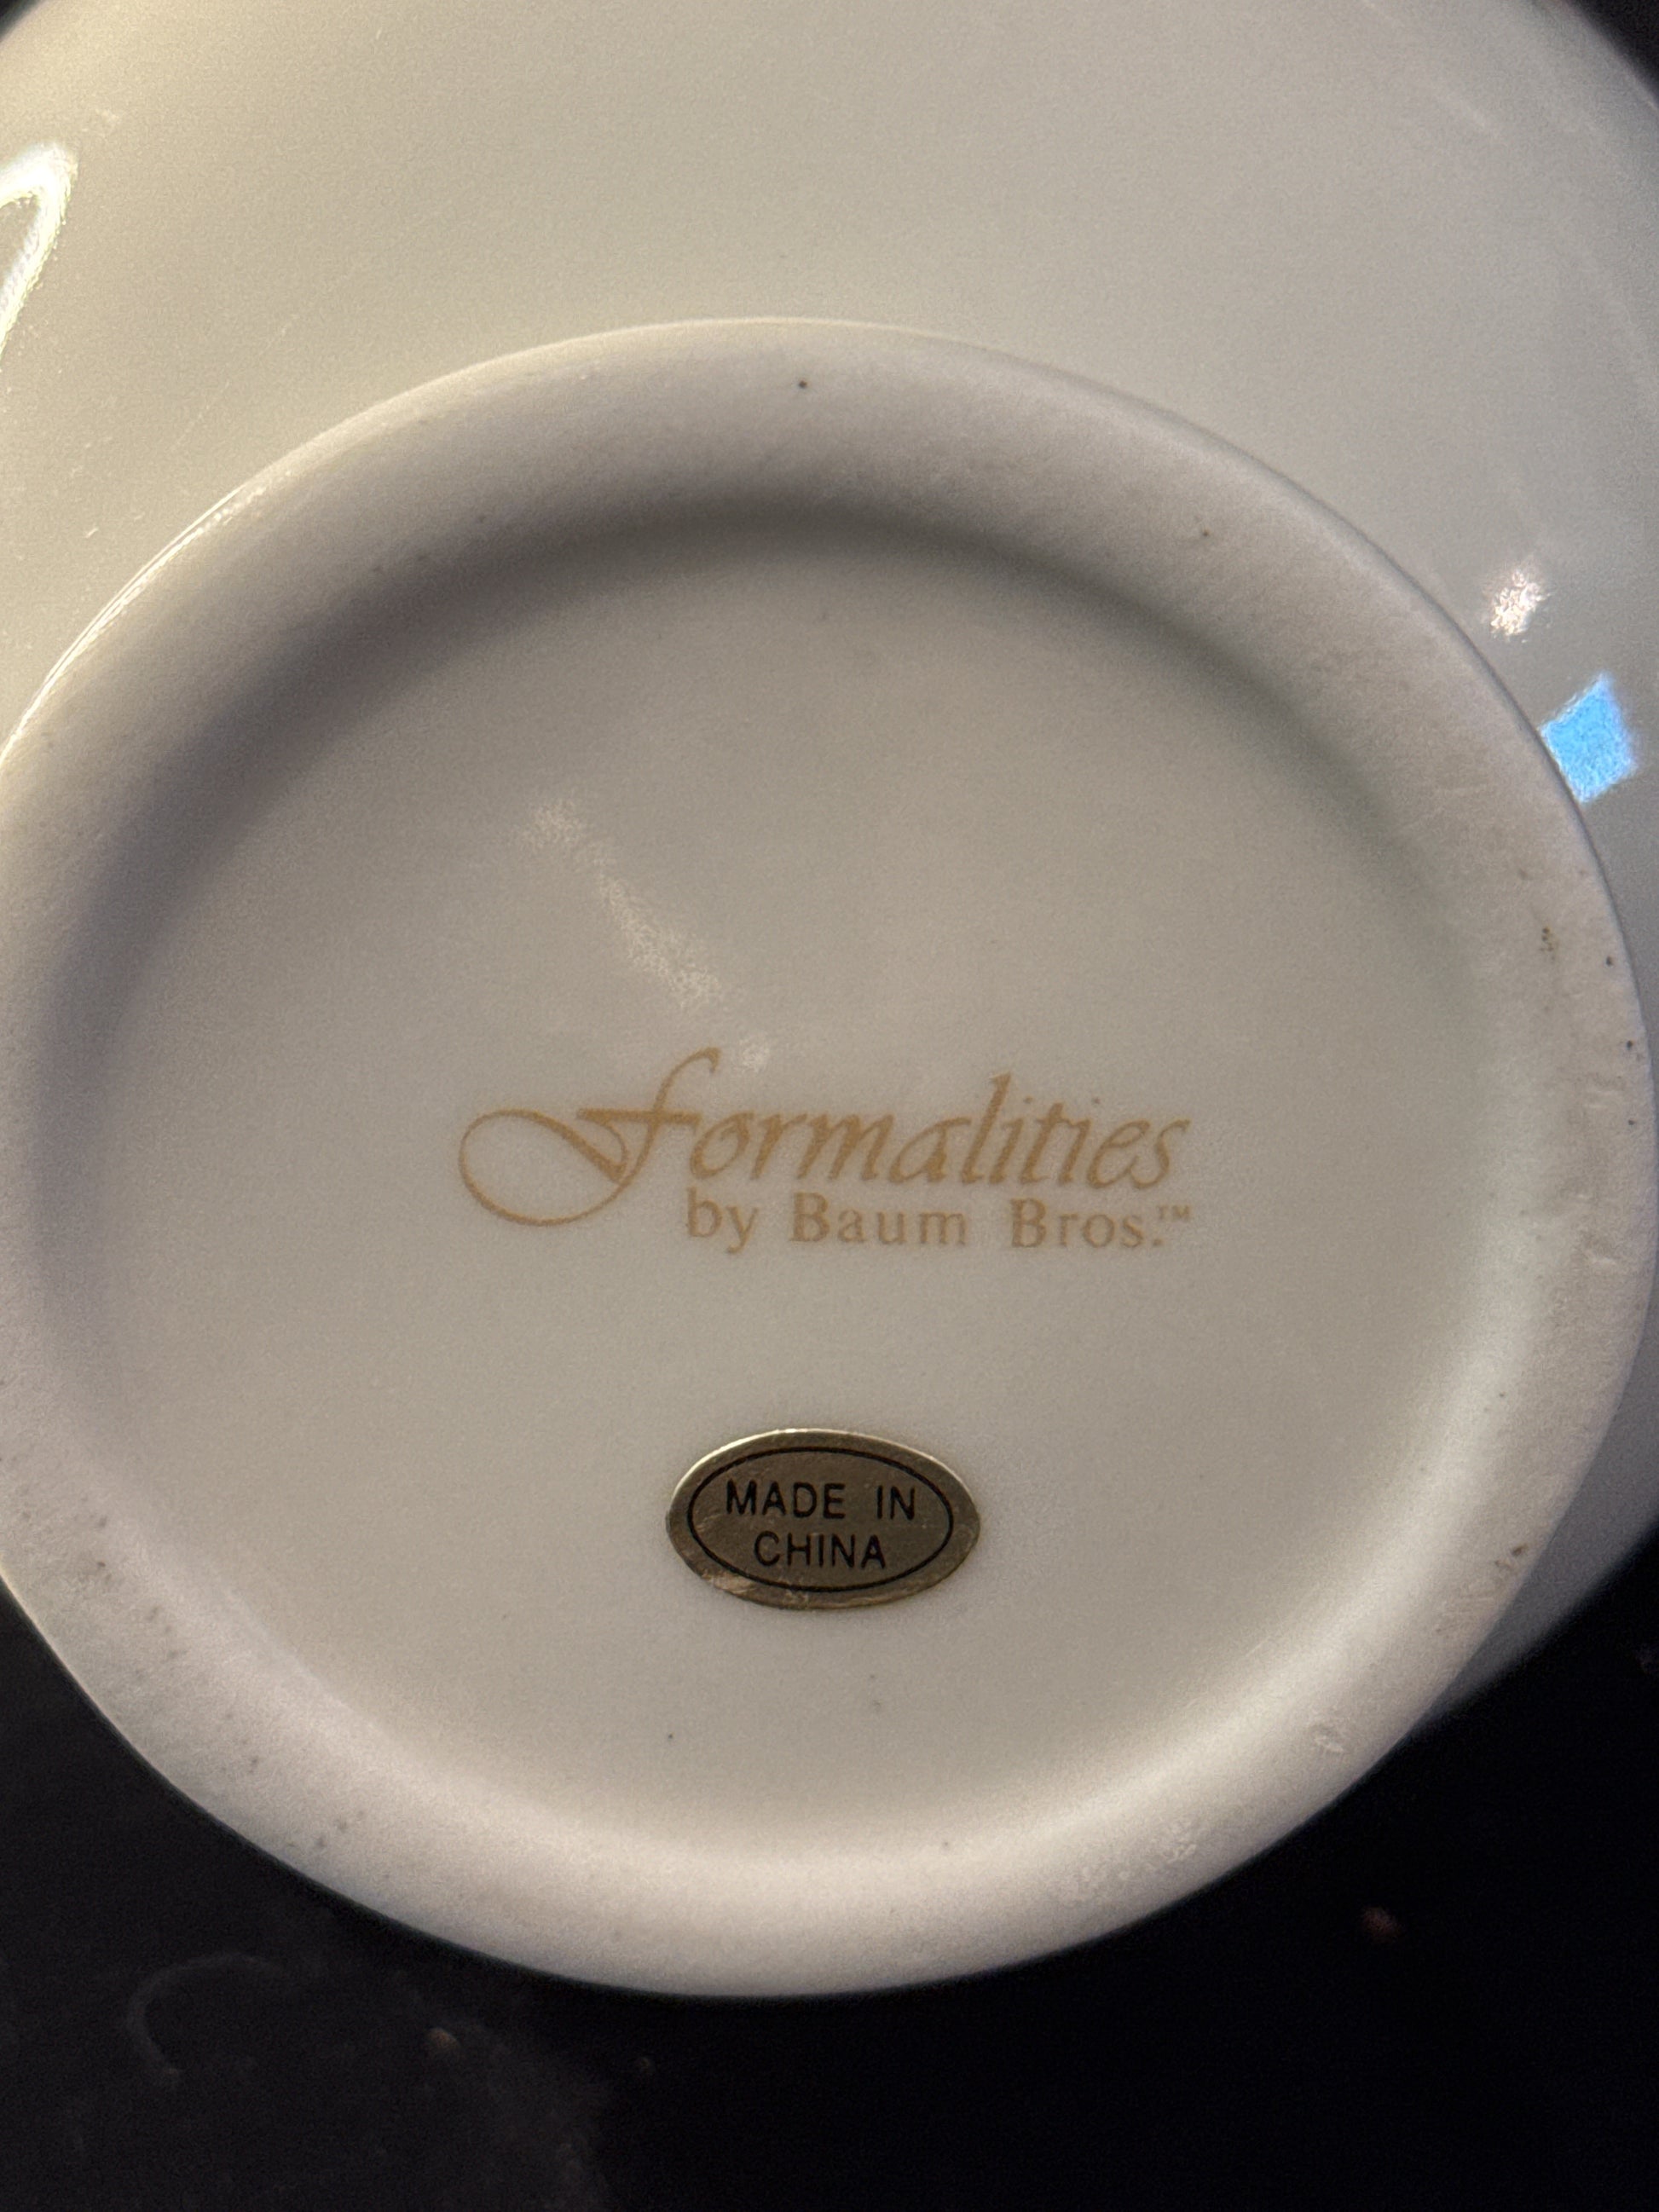 Formalities
by Baum Bros.™
MADE IN
CHINA